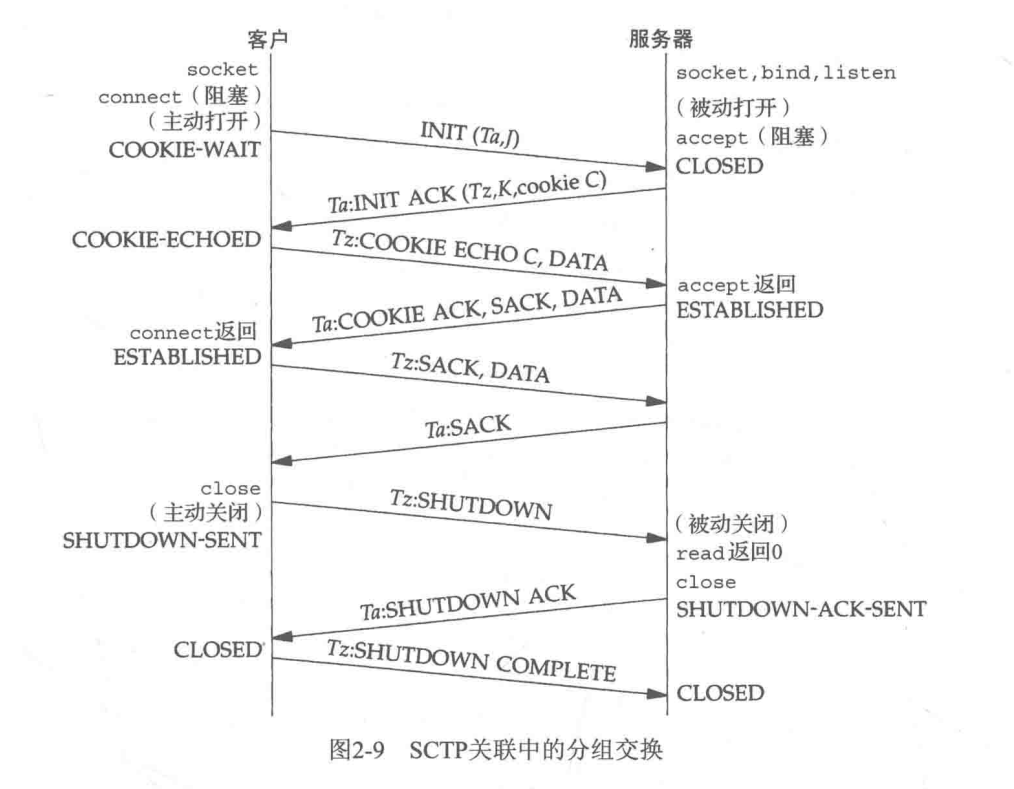 客户
服务器
socket
socket,bind,listen
connect（阻塞）
（被动打开）
（主动打开）
INIT (Ta,J)
accept（阻塞）
COOKIE-WAIT
CLOSED
Ta:INIT ACK (Tz,K,cookie C)
COOKIE-ECHOED
Tz:COOKIE ECHO C, DATA
accept返回
Ta:COOKIE ACK, SACK, DATA
ESTABLISHED
connect返回
ESTABLISHED
Tz:SACK, DATA
Ta:SACK
close
（主动关闭）
Tz:SHUTDOWN
（被动关闭）
SHUTDOWN-SENT
read返回0
close
Ta:SHUTDOWN ACK
SHUTDOWN-ACK-SENT
CLOSED
Tz:SHUTDOWN COMPLETE
CLOSED
图2-9 SCTP关联中的分组交换